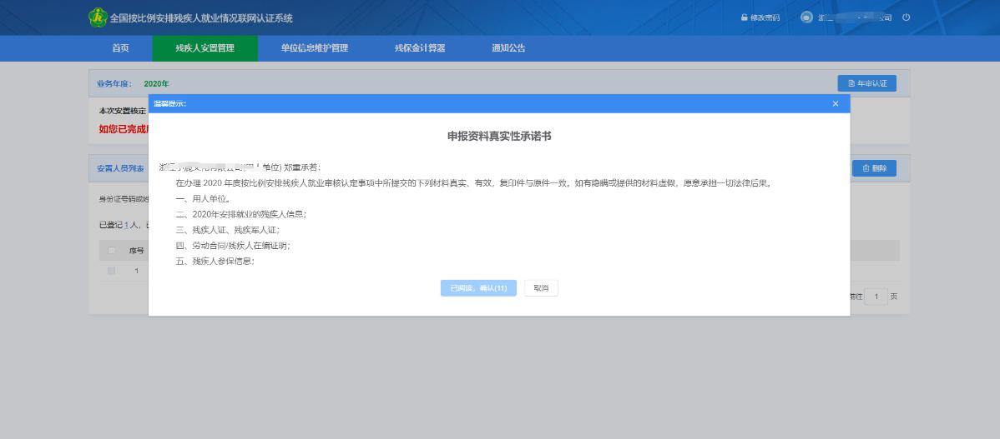 全国按比例安排残疾人就业情况联网认证系统
修改密码
公司
首页
残疾人安置管理
单位信息维护管理
残保金计算器
通知公告
业务年度： 2020年
年审认证
温馨提示：
本次安置核定
如您已完成
申报资料真实性承诺书
单位) 郑重承若；
在办理 2020 年度按比例安排残疾人就业审核认定事项中所提交的下列材料真实、有效，复印件与原件一致。如有隐瞒或提供的材料虚假，愿意承担一切法律后果。
一、用人单位。
二、2020年安排就业的残疾人信息；
三、残疾人证、残疾军人证；
四、劳动合同/残疾人在编证明；
五、残疾人参保信息；
已阅读，确认(11)
取消
安置人员列表
删除
身份证号码或姓
已登记1人，
序号
1
前往 1 页